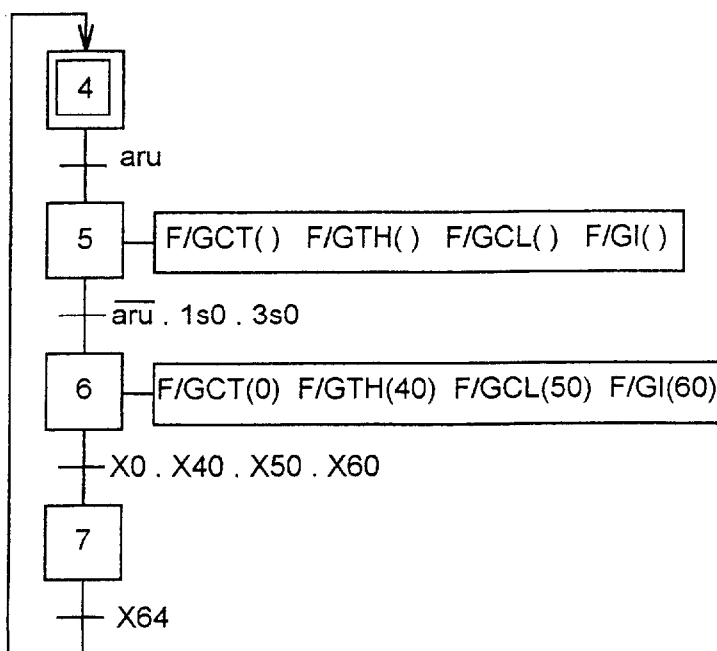 4
aru
5 F/GCT( ) F/GTH( ) F/GCL( ) F/GI( )
a̅r̅u̅ . 1s0 . 3s0
6 F/GCT(0) F/GTH(40) F/GCL(50) F/GI(60)
X0 . X40 . X50 . X60
7
X64